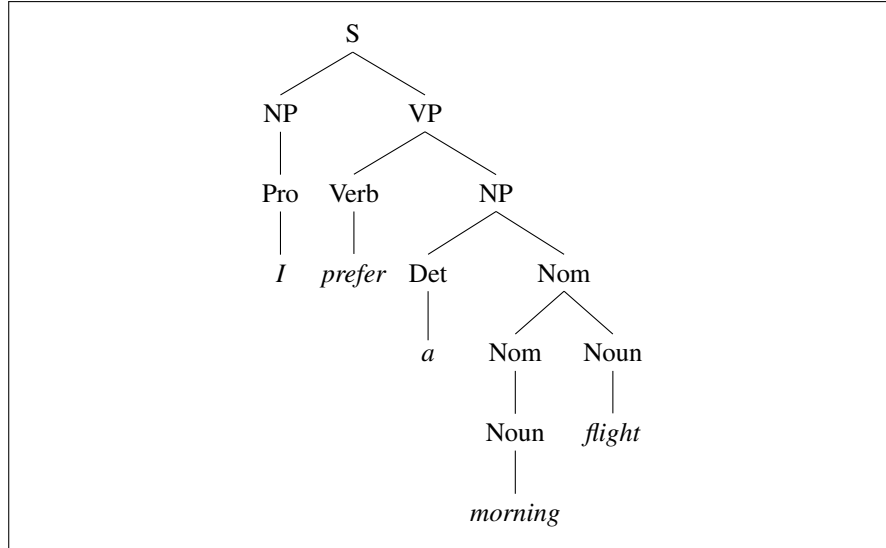 S
NP VP
Pro Verb NP
I prefer Det Nom
a Nom Noun
Noun flight
morning